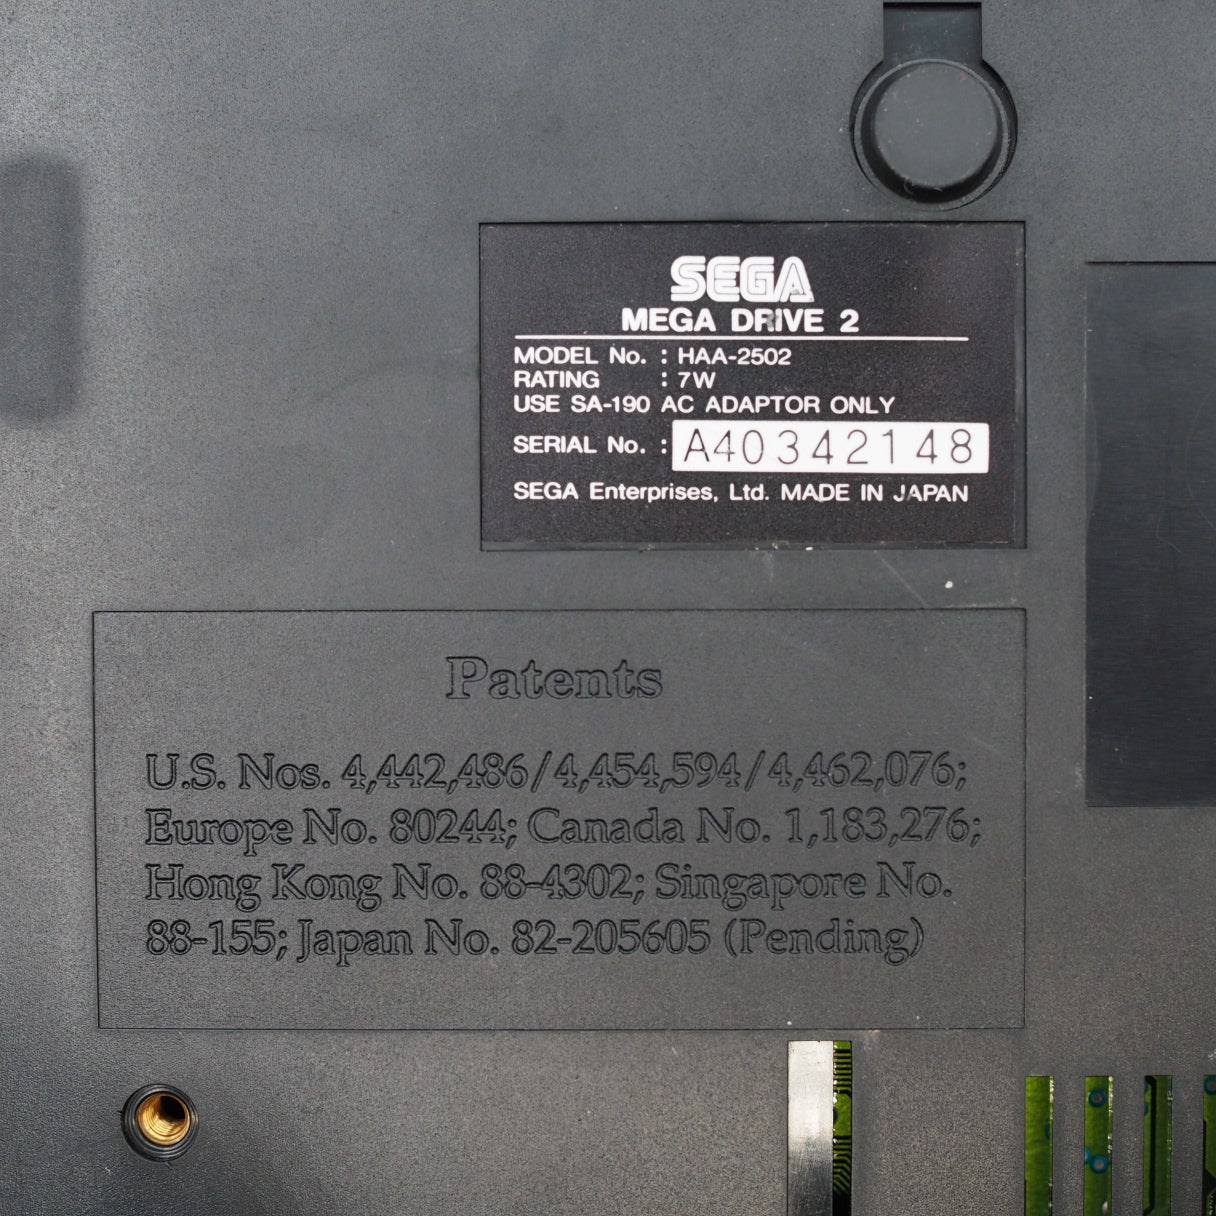 SEGA
MEGA DRIVE 2
MODEL No. : HAA-2502
RATING : 7W
USE SA-190 AC ADAPTOR ONLY
SERIAL No. : A40342148
SEGA Enterprises, Ltd. MADE IN JAPAN
Patents
U.S. Nos. 4,442,486/4,454,594/4,462,076;
Europe No. 80244; Canada No. 1,183,276;
Hong Kong No. 88-4302; Singapore No.
88-155; Japan No. 82-205605 (Pending)